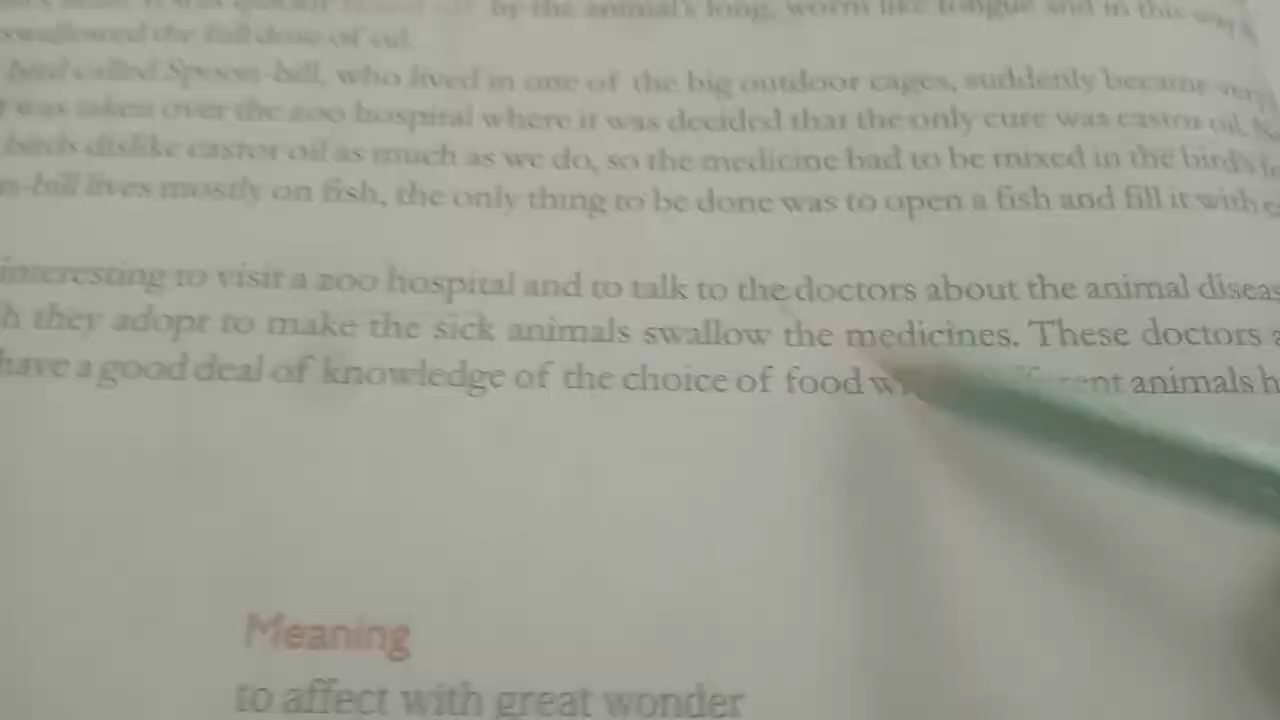 by the animal's long, worm like tongue and in this way
swallowed the full dose of oil.
bird called Spoon-bill, who lived in one of the big outdoor cages, suddenly became very
was taken over the zoo hospital where it was decided that the only cure was castor oil.
birds dislike castor oil as much as we do, so the medicine had to be mixed in the bird's
n-bill lives mostly on fish, the only thing to be done was to open a fish and fill it with
interesting to visit a zoo hospital and to talk to the doctors about the animal diseas
h they adopt to make the sick animals swallow the medicines. These doctors a
have a good deal of knowledge of the choice of food w fferent animals h
Meaning
to affect with great wonder